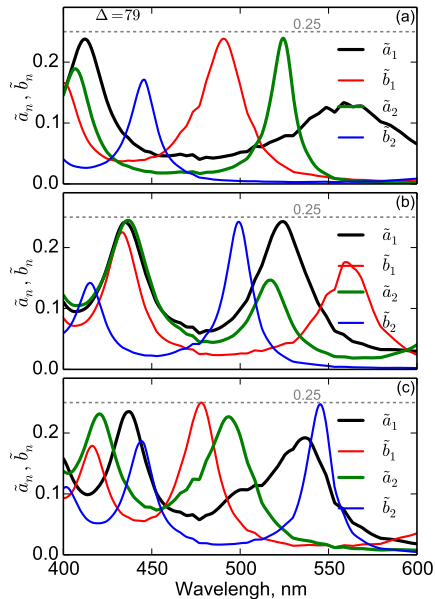 Δ=79
0.25
(a)
ã₁
b̃₁
ã₂
b̃₂
ãₙ, b̃ₙ
0.2
0.1
0.0
0.25
(b)
ã₁
b̃₁
ã₂
b̃₂
ãₙ, b̃ₙ
0.2
0.1
0.0
0.25
(c)
ã₁
b̃₁
ã₂
b̃₂
ãₙ, b̃ₙ
0.2
0.1
0.0
400 450 500 550 600
Wavelengh, nm